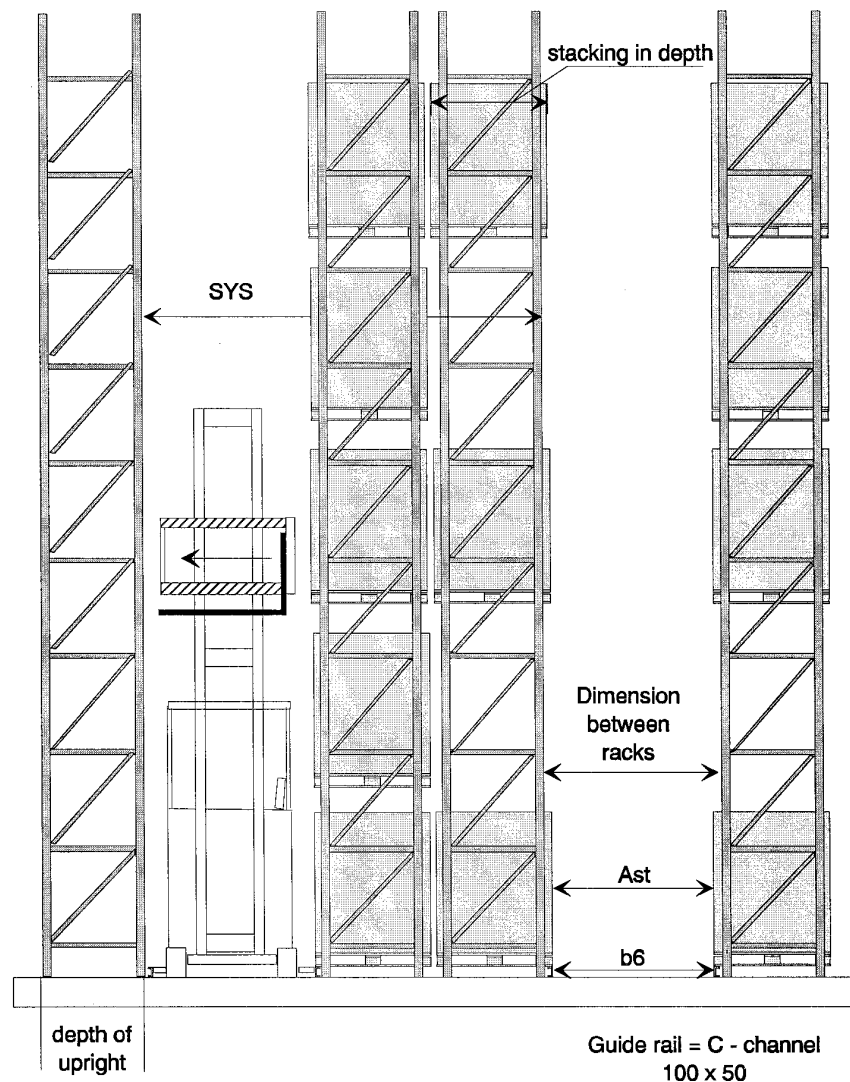 stacking in depth
SYS
Dimension
between
racks
Ast
b6
depth of
upright
Guide rail = C - channel
100 x 50